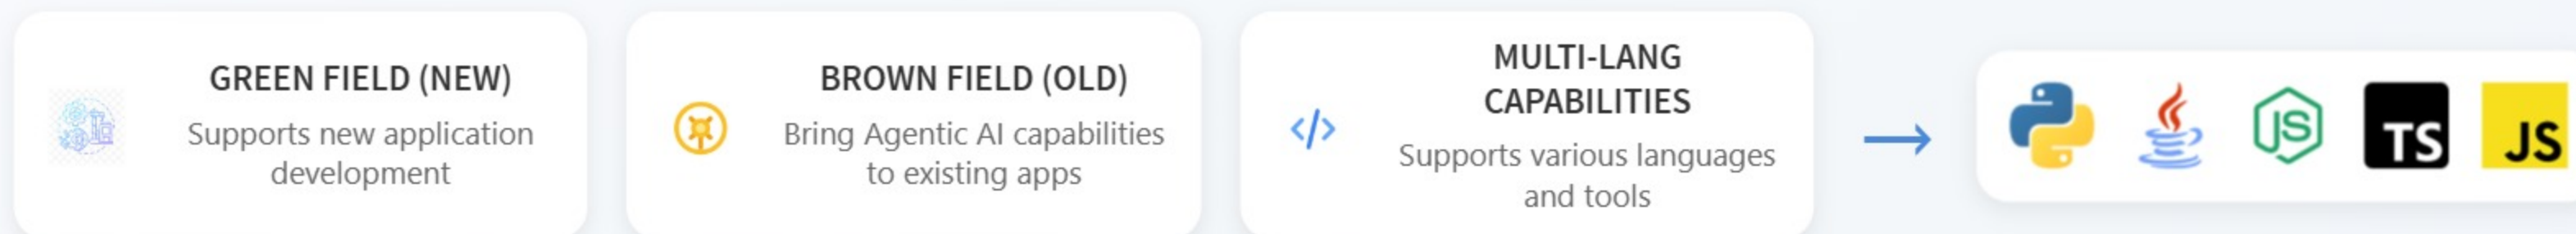 GREEN FIELD (NEW)
Supports new application
development
BROWN FIELD (OLD)
Bring Agentic AI capabilities
to existing apps
MULTI-LANG
CAPABILITIES
Supports various languages
and tools
JS
TS
JS